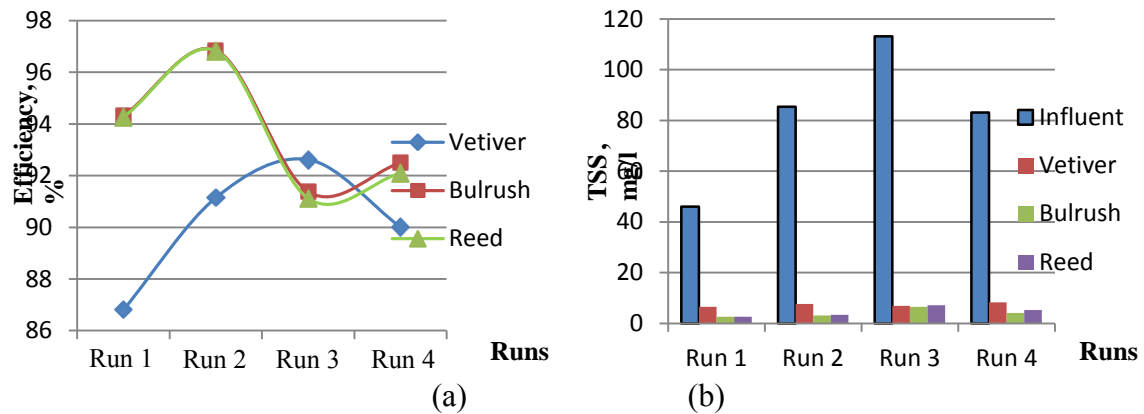 98
96
94
92
90
88
86
Efficiency,
%
Run 1 Run 2 Run 3 Run 4
Runs
Vetiver
Bulrush
Reed
(a)
120
100
80
60
40
20
0
TSS ,
mg/l
Run 1 Run 2 Run 3 Run 4
Runs
Influent
Vetiver
Bulrush
Reed
(b)